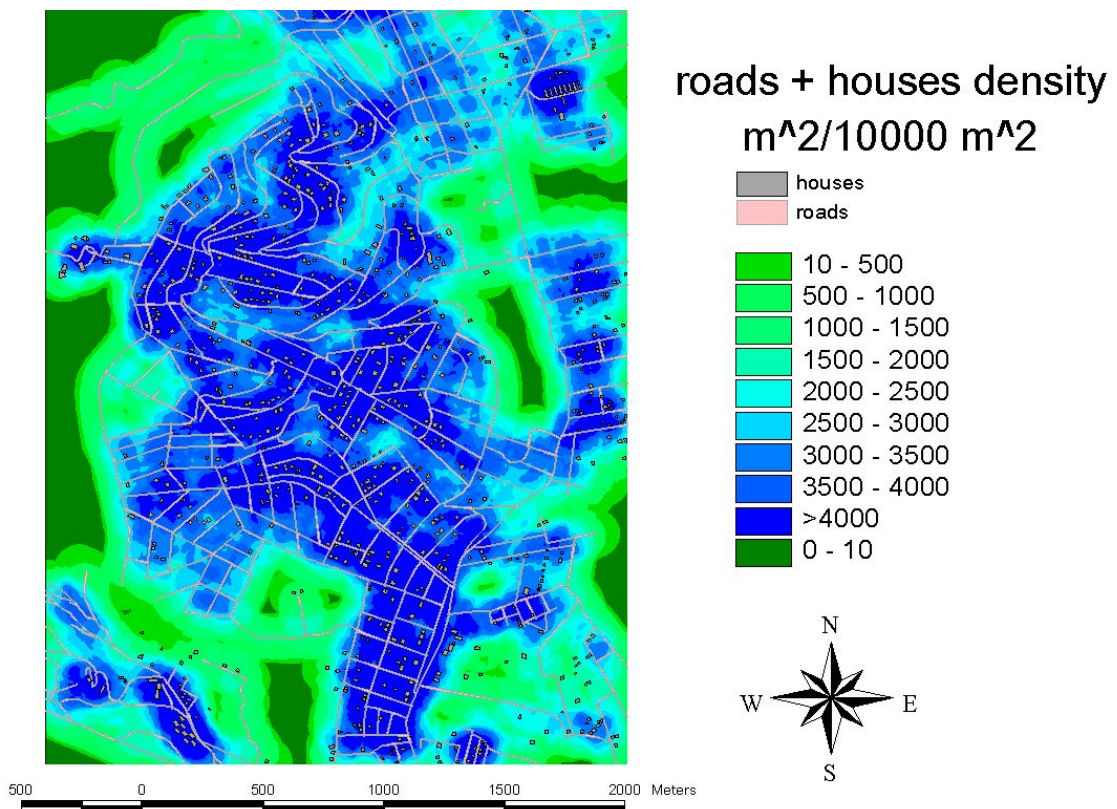 roads + houses density
m^2/10000 m^2
houses
roads
10 - 500
500 - 1000
1000 - 1500
1500 - 2000
2000 - 2500
2500 - 3000
3000 - 3500
3500 - 4000
>4000
0 - 10
N
W E
S
500 0 500 1000 1500 2000 Meters